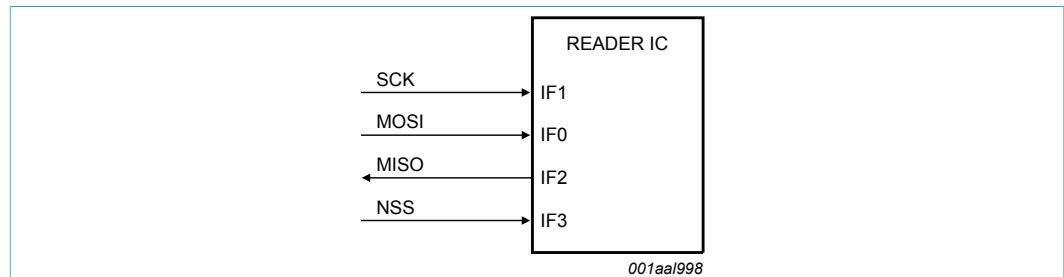 READER IC
SCK
IF1
MOSI
IF0
MISO
IF2
NSS
IF3
001aal998